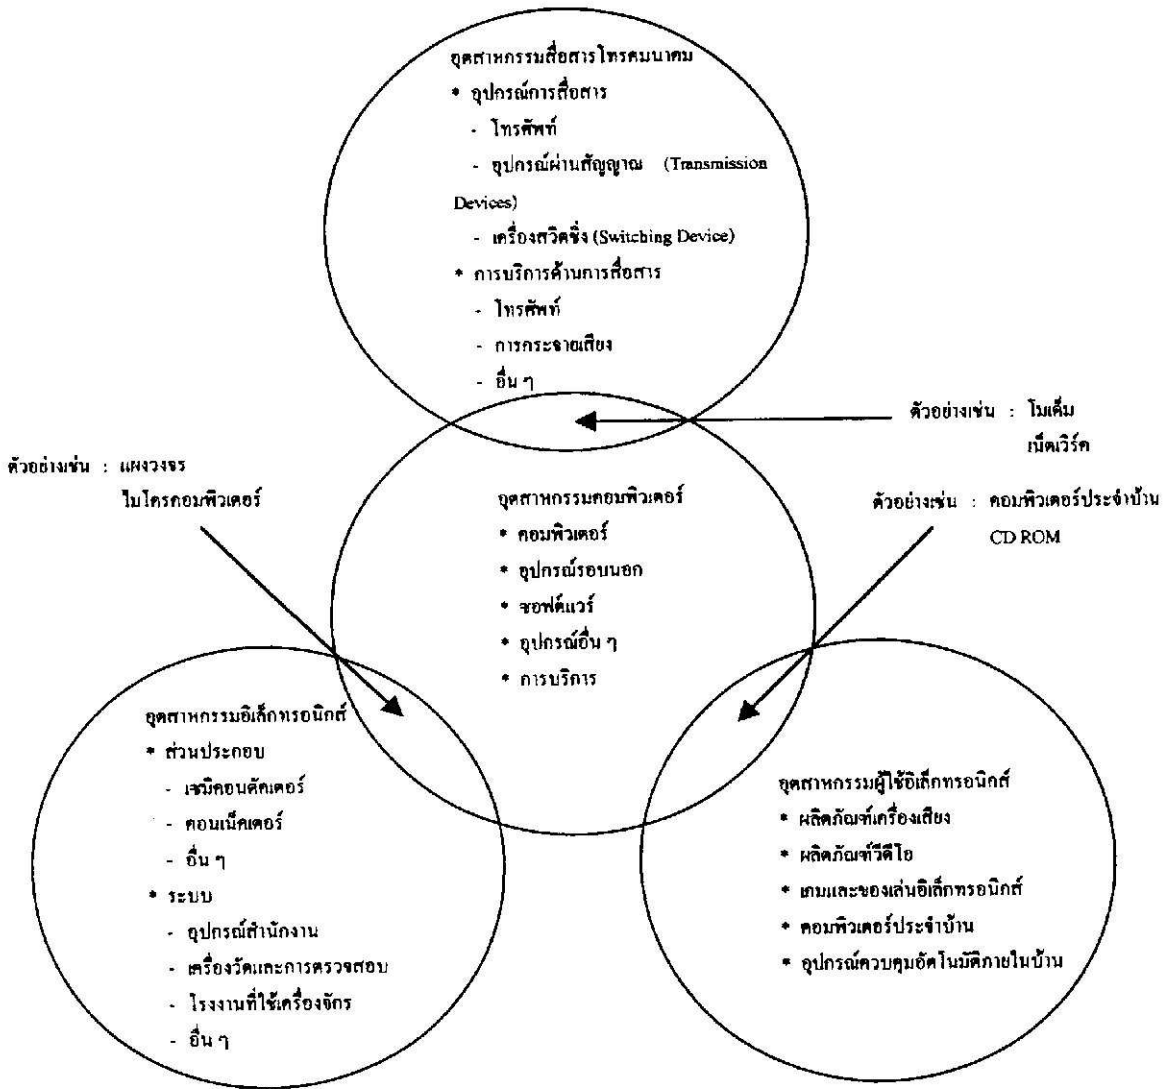 อุตสาหกรรมสื่อสารโทรคมนาคม
* อุปกรณ์การสื่อสาร
- โทรศัพท์
- อุปกรณ์ผ่านสัญญาณ (Transmission
Devices)
- เครื่องสวิตชิ่ง (Switching Device)
* การบริการด้านการสื่อสาร
- โทรศัพท์
- การกระจายเสียง
- อื่น ๆ
ตัวอย่างเช่น : โมเด็ม
เน็ตเวิร์ค
ตัวอย่างเช่น : แผงวงจร
ไมโครคอมพิวเตอร์
ตัวอย่างเช่น : คอมพิวเตอร์ประจำบ้าน
CD ROM
อุตสาหกรรมคอมพิวเตอร์
* คอมพิวเตอร์
* อุปกรณ์รอบนอก
* ซอฟต์แวร์
* อุปกรณ์อื่น ๆ
* การบริการ
อุตสาหกรรมอิเล็กทรอนิกส์
* ส่วนประกอบ
- เซมิคอนดักเตอร์
- คอนเน็คเตอร์
- อื่น ๆ
* ระบบ
- อุปกรณ์สำนักงาน
- เครื่องวัดและการตรวจสอบ
- โรงงานที่ใช้เครื่องจักร
- อื่น ๆ
อุตสาหกรรมผู้ใช้อิเล็กทรอนิกส์
* ผลิตภัณฑ์เครื่องเสียง
* ผลิตภัณฑ์วีดีโอ
* เกมและของเล่นอิเล็กทรอนิกส์
* คอมพิวเตอร์ประจำบ้าน
* อุปกรณ์ควบคุมอัตโนมัติภายในบ้าน